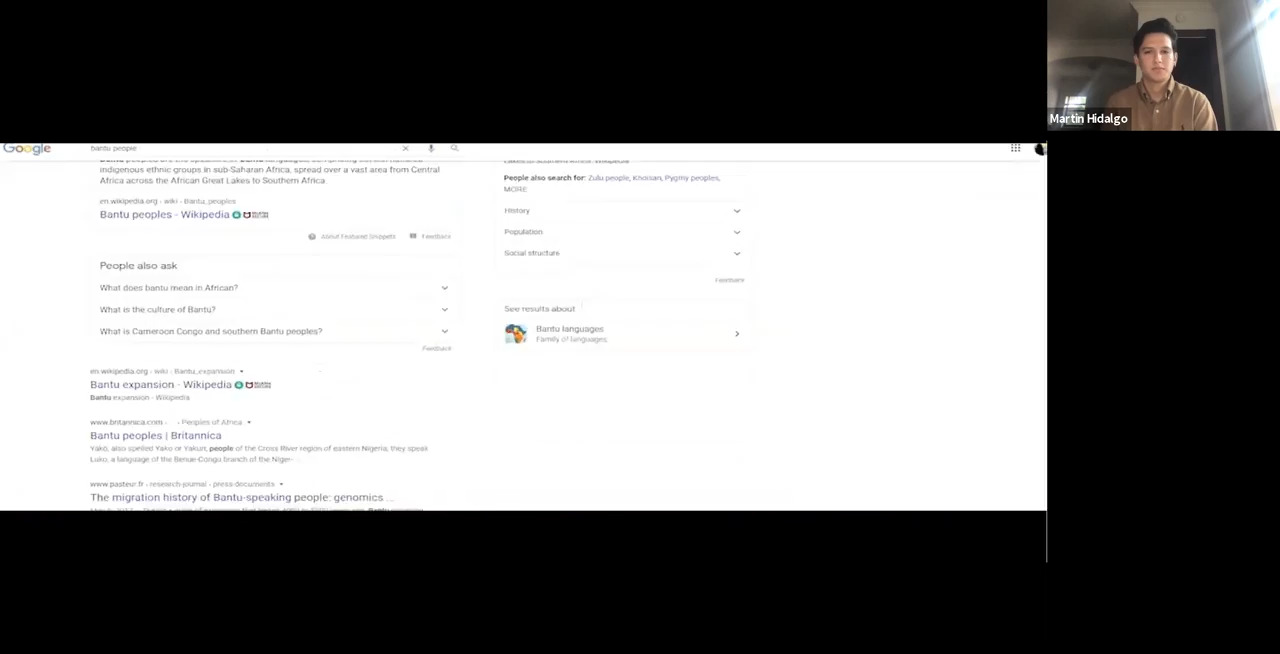 Google
bantu people
indigenous ethnic groups in sub-Saharan Africa, spread over a vast area from Central
Africa across the African Great Lakes to Southern Africa.
en.wikipedia.org › wiki › Bantu_peoples
Bantu peoples - Wikipedia
About Featured Snippets Feedback
People also ask
What does bantu mean in African?
What is the culture of Bantu?
What is Cameroon Congo and southern Bantu peoples?
Feedback
en.wikipedia.org › wiki › Bantu_expansion
Bantu expansion - Wikipedia
Bantu expansion - Wikipedia
www.britannica.com › › Peoples of Africa
Bantu peoples | Britannica
Yako, also spelled Yako or Yakurr, people of the Cross River region of eastern Nigeria; they speak
Luko, a language of the Benue-Congo branch of the Niger-
www.pasteur.fr › research-journal › press-documents
The migration history of Bantu-speaking people: genomics ...
People also search for: Zulu people, Khoisan, Pygmy peoples,
MORE
History
Population
Social structure
Feedback
See results about
Bantu languages
Family of languages
Martin Hidalgo